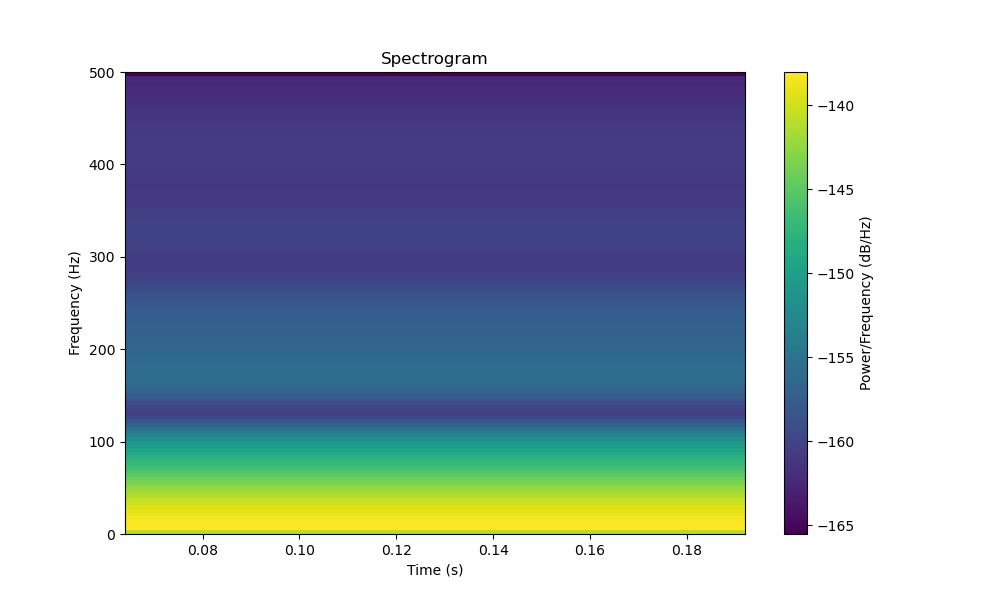 Spectrogram
500
400
300
200
100
0
Frequency (Hz)
0.08 0.10 0.12 0.14 0.16 0.18
Time (s)
−140
−145
−150
−155
−160
−165
Power/Frequency (dB/Hz)